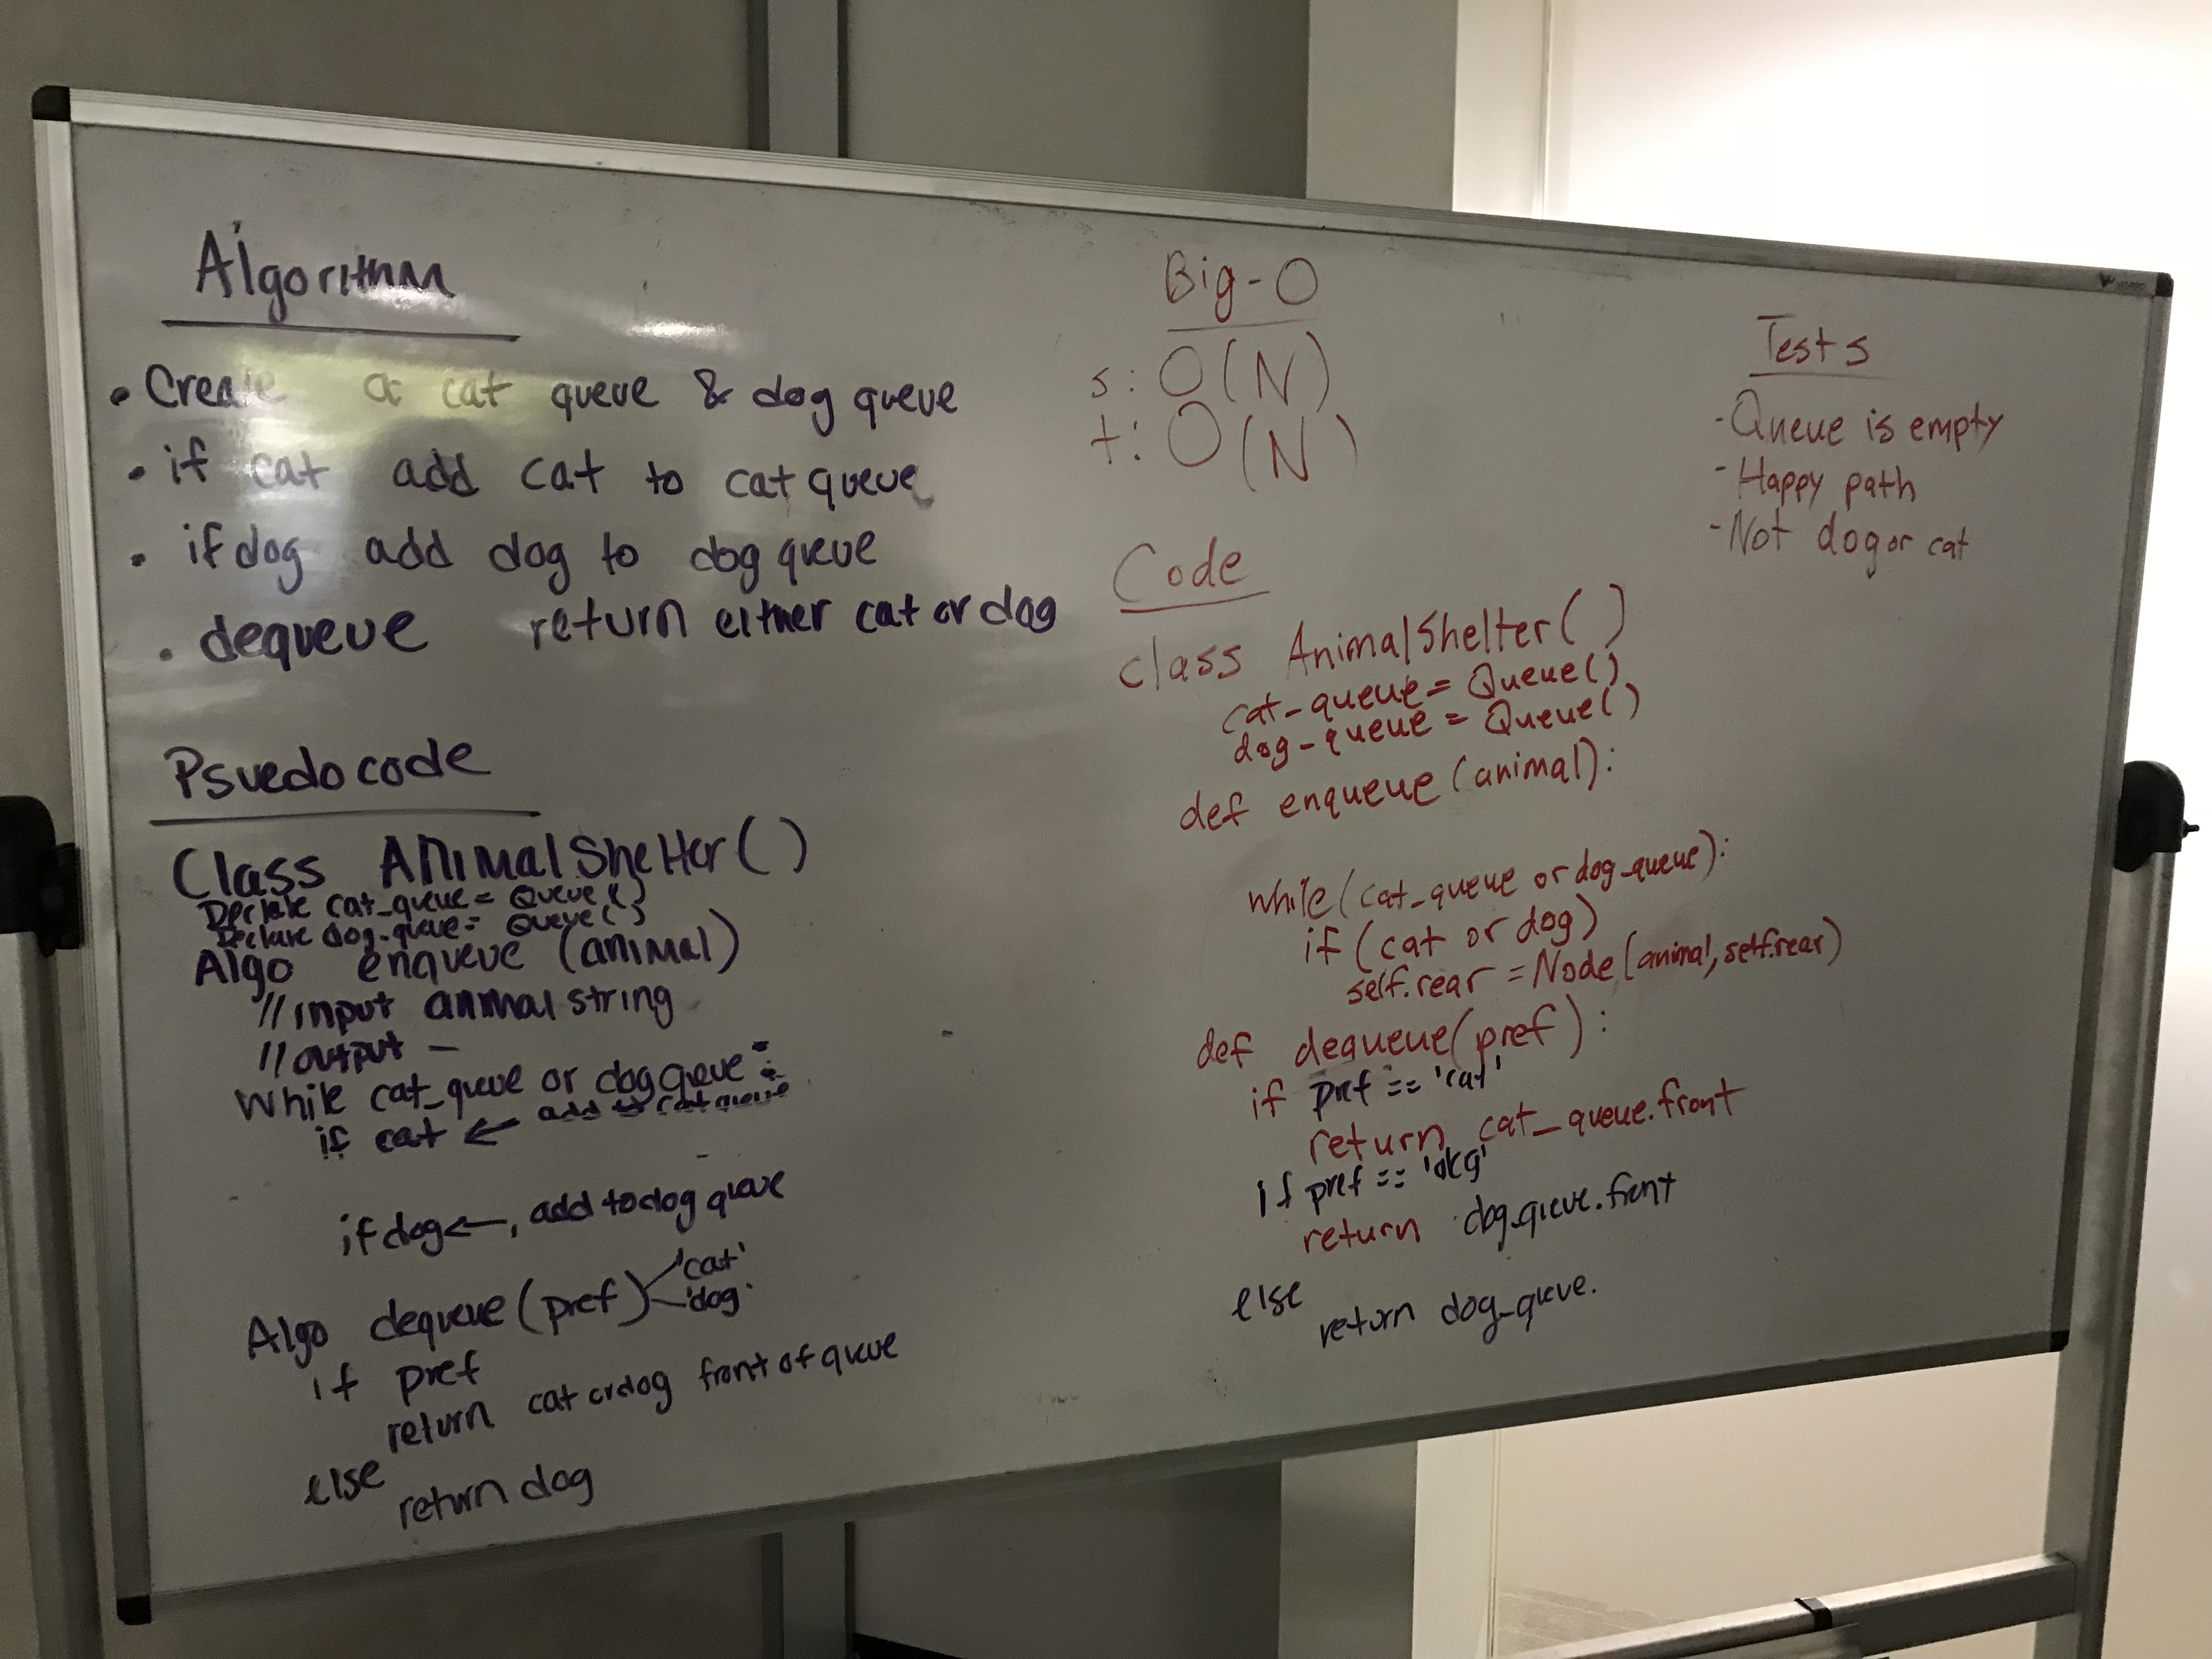 Algorithm
• Create a cat queue & dog queue
• if cat add cat to cat queue
• if dog add dog to dog queue
• dequeue return either cat or dog
Psuedocode
Class AnimalShelter()
Declare cat_queue = Queue()
Declare dog_queue = Queue()
Algo enqueue (animal)
//input animal string
//output —
While cat_queue or dog queue:
if cat ← add to cat queue
if dog ←, add to dog queue
Algo dequeue (pref) 'cat'
'dog'
if pref
return cat or dog front of queue
else
return dog
Big-O
s: O(N)
t: O(N)
Code
class AnimalShelter()
cat_queue = Queue()
dog_queue = Queue()
def enqueue (animal):
while(cat_queue or dog_queue):
if (cat or dog)
self.rear = Node(animal, self.rear)
def dequeue(pref):
if pref == 'cat'
return cat_queue.front
if pref == 'dog'
return dog_queue.front
else
return dog_queue.
Tests
- Queue is empty
- Happy path
- Not dog or cat